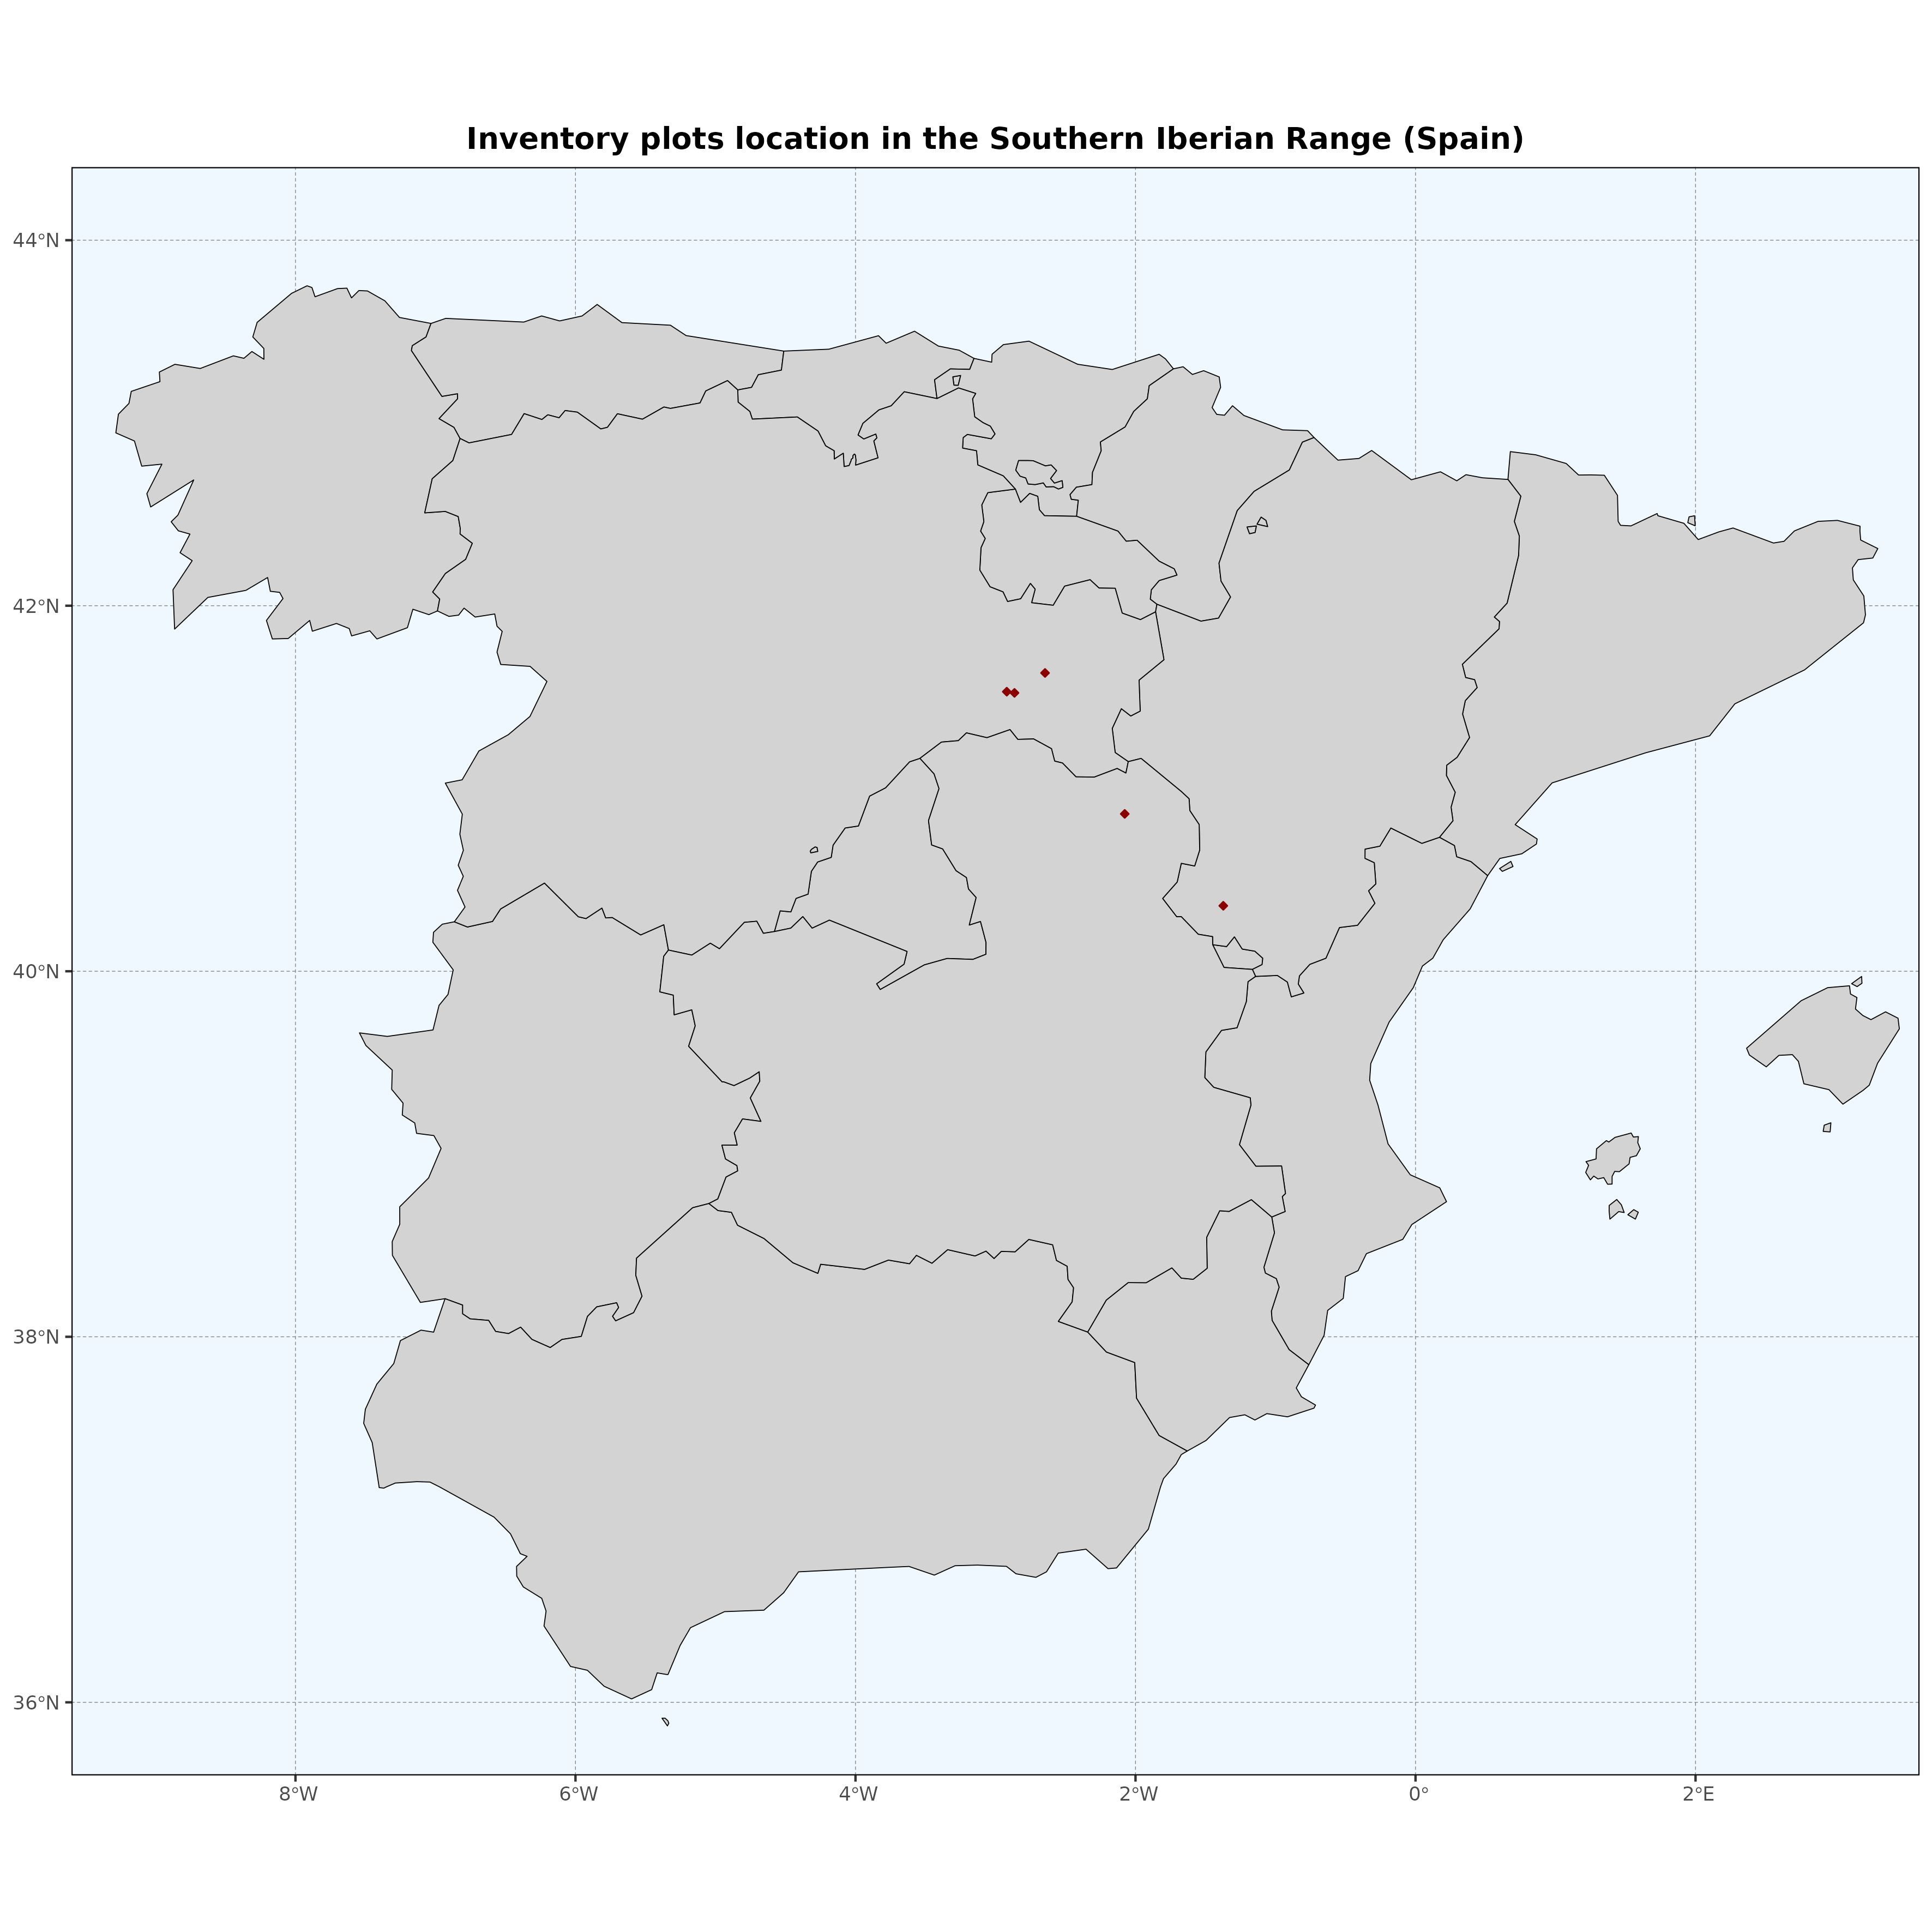 Inventory plots location in the Southern Iberian Range (Spain)
44°N
42°N
40°N
38°N
36°N
8°W 6°W 4°W 2°W 0° 2°E